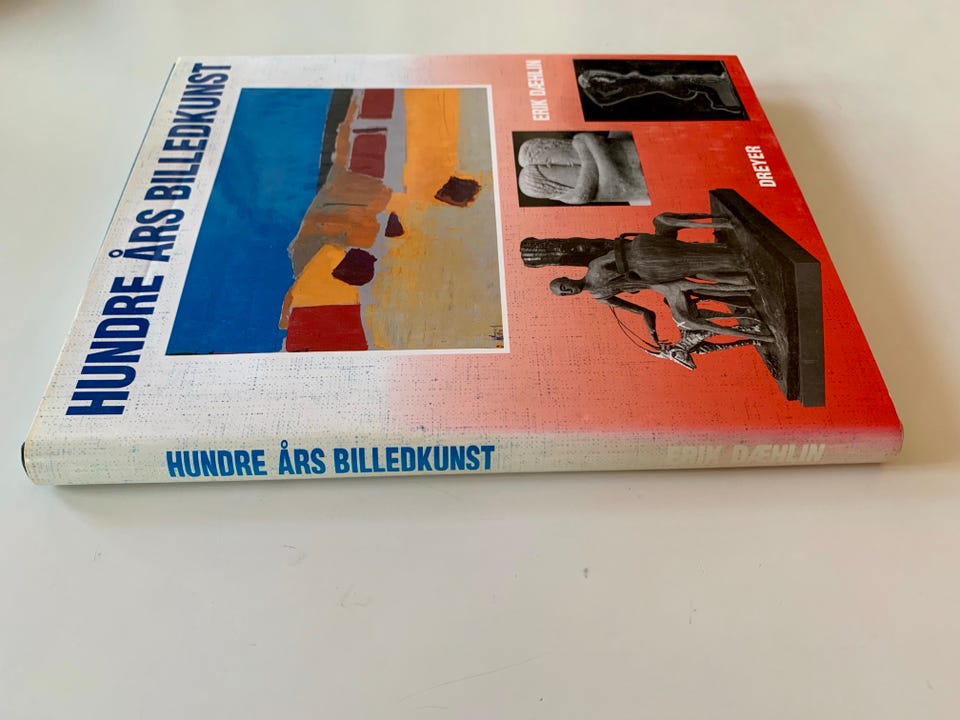 HUNDRE ÅRS BILLEDKUNST
ERIK DÆHLIN
DREYER
HUNDRE ÅRS BILLEDKUNST
ERIK DÆHLIN